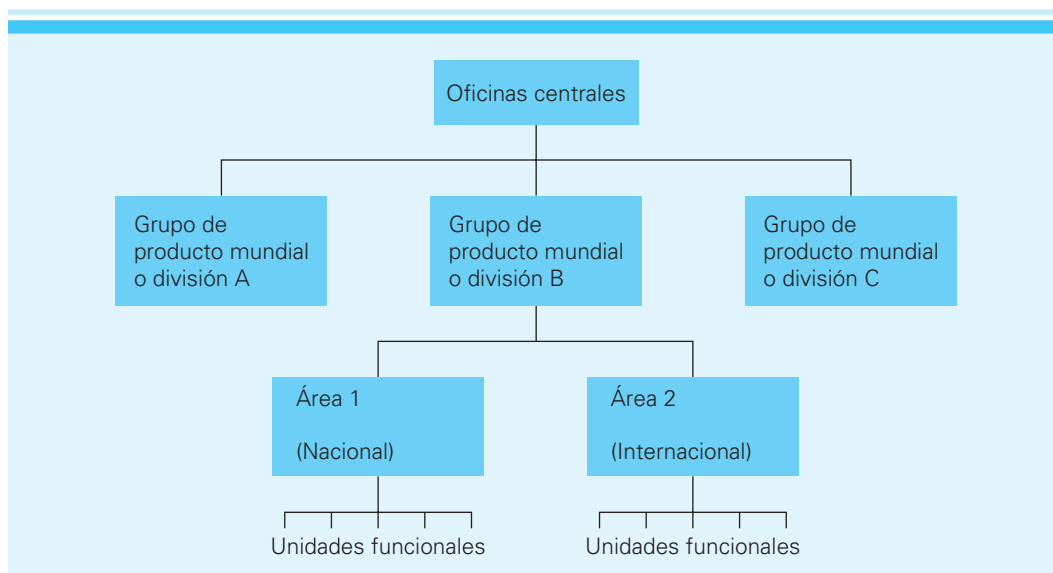 Oficinas centrales
Grupo de
producto mundial
o división A
Grupo de
producto mundial
o división B
Grupo de
producto mundial
o división C
Área 1
(Nacional)
Área 2
(Internacional)
Unidades funcionales
Unidades funcionales